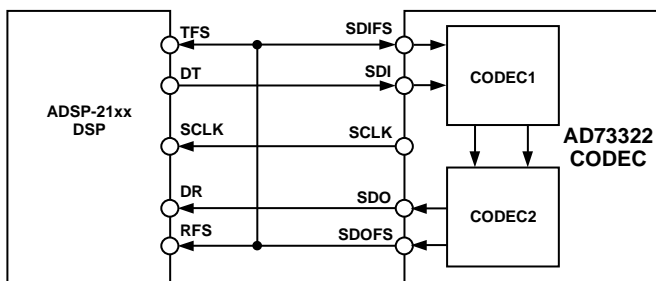 TFS
SDIFS
DT
SDI
CODEC1
ADSP-21xx
DSP
SCLK
SCLK
AD73322
CODEC
DR
SDO
CODEC2
RFS
SDOFS